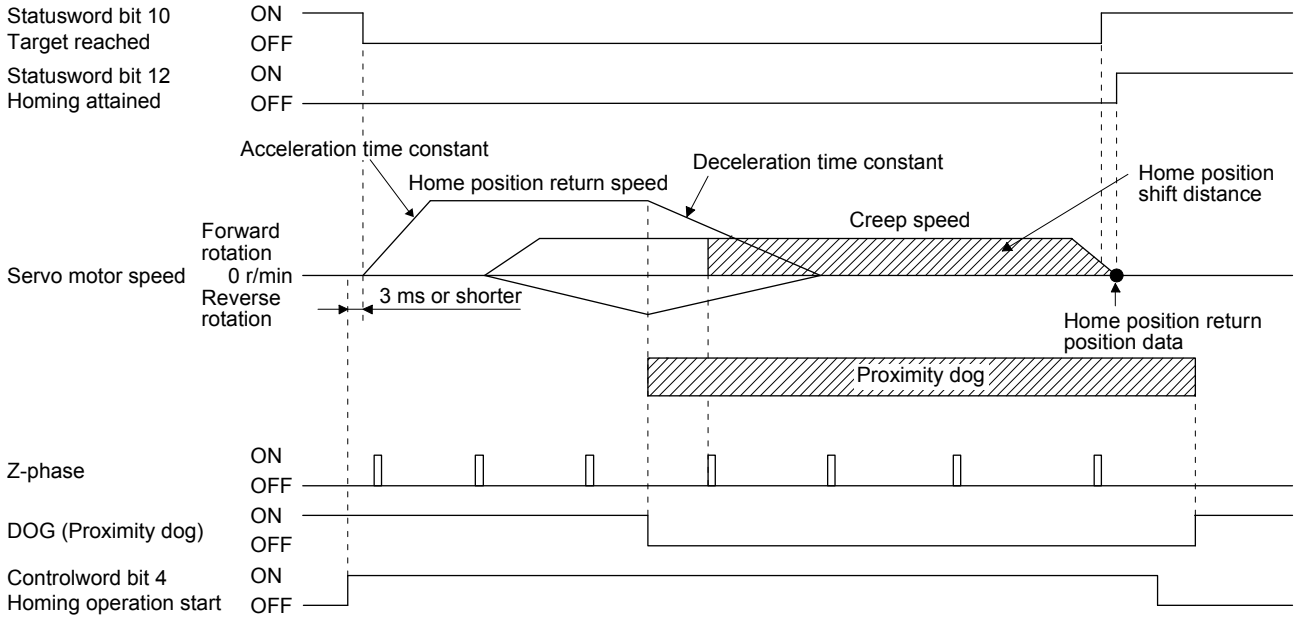 Statusword bit 10
Target reached
ON
OFF
Statusword bit 12
Homing attained
ON
OFF
Acceleration time constant
Home position return speed
Deceleration time constant
Home position
shift distance
Creep speed
Forward
rotation
Servo motor speed
0 r/min
Reverse
rotation
3 ms or shorter
Home position return
position data
Proximity dog
Z-phase
ON
OFF
DOG (Proximity dog)
ON
OFF
Controlword bit 4
Homing operation start
ON
OFF